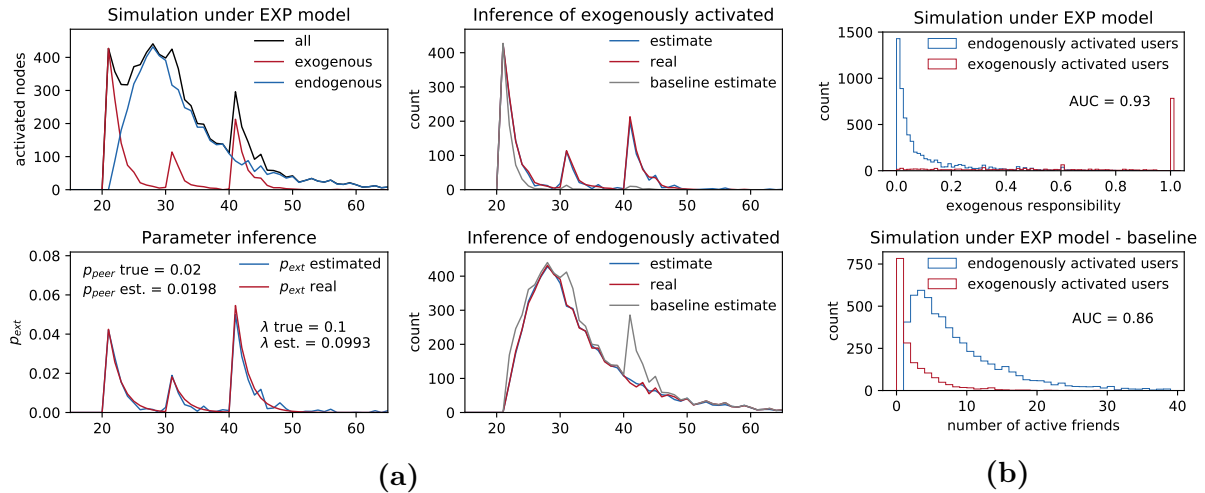 Simulation under EXP model
all
exogenous
endogenous
activated nodes
400
300
200
100
0
20 30 40 50 60
Inference of exogenously activated
estimate
real
baseline estimate
count
400
300
200
100
0
20 30 40 50 60
Parameter inference
p_peer true = 0.02
p_peer est. = 0.0198
p_ext estimated
p_ext real
λ true = 0.1
λ est. = 0.0993
p_ext
0.08
0.06
0.04
0.02
0.00
20 30 40 50 60
Inference of endogenously activated
estimate
real
baseline estimate
count
400
300
200
100
0
20 30 40 50 60
(a)
Simulation under EXP model
endogenously activated users
exogenously activated users
AUC = 0.93
count
1500
1000
500
0
0.0 0.2 0.4 0.6 0.8 1.0
exogenous responsibility
Simulation under EXP model - baseline
endogenously activated users
exogenously activated users
AUC = 0.86
count
750
500
250
0
0 10 20 30 40
number of active friends
(b)